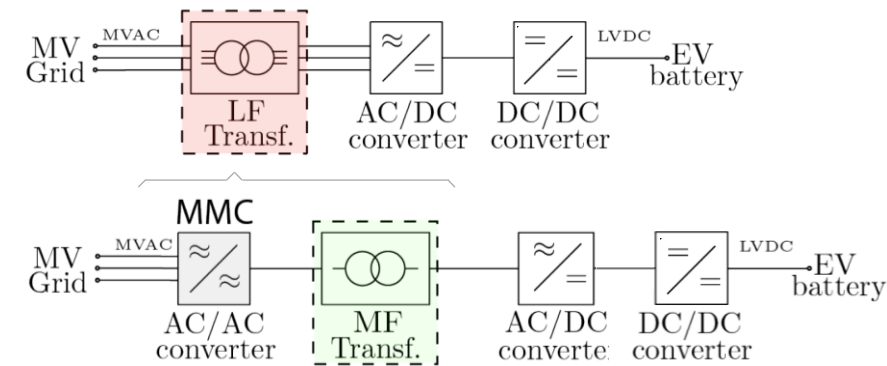 MV
Grid
MVAC
LF
Transf.
AC/DC
converter
DC/DC
converter
LVDC
EV
battery
MMC
MV
Grid
MVAC
AC/AC
converter
MF
Transf.
AC/DC
converte
DC/DC
converter
LVDC
EV
battery